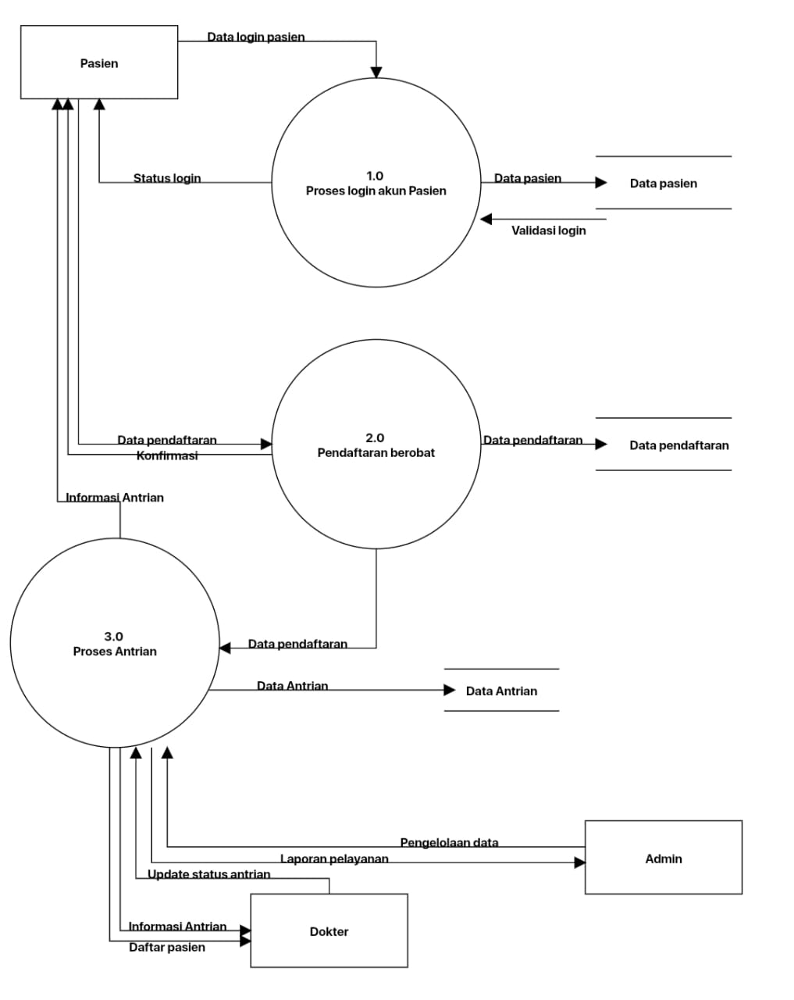 Data login pasien
Pasien
Status login
1.0
Proses login akun Pasien
Data pasien
Data pasien
Validasi login
Data pendaftaran
Konfirmasi
2.0
Pendaftaran berobat
Data pendaftaran
Data pendaftaran
Informasi Antrian
3.0
Proses Antrian
Data pendaftaran
Data Antrian
Data Antrian
Pengelolaan data
Laporan pelayanan
Admin
Update status antrian
Informasi Antrian
Dokter
Daftar pasien